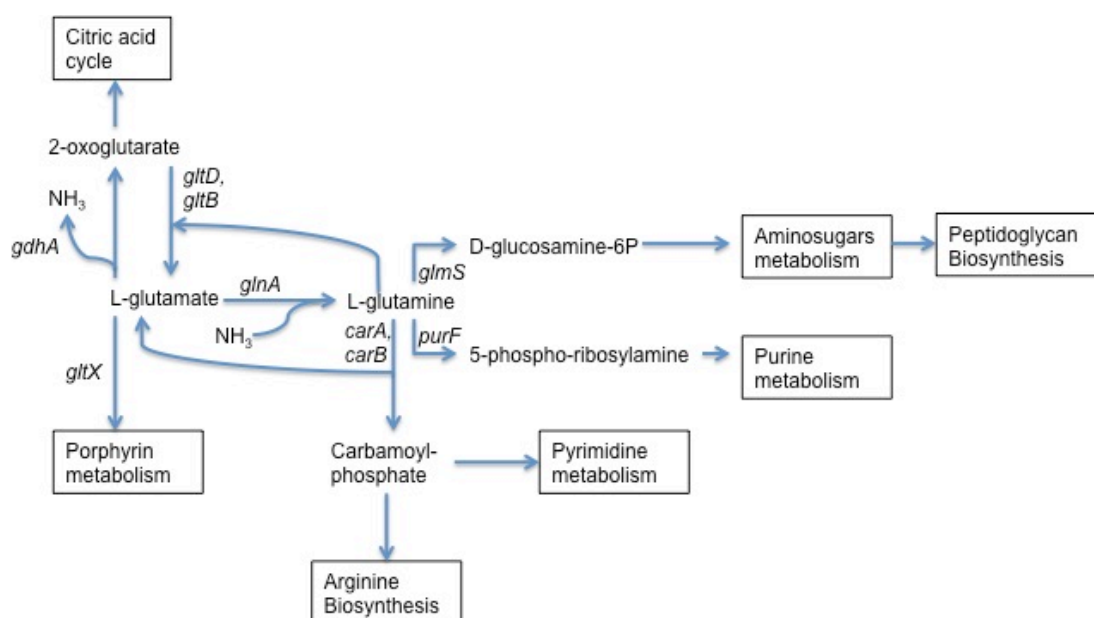 Citric acid
cycle
2-oxoglutarate
gltD,
gltB
NH3
gdhA
D-glucosamine-6P
Aminosugars
metabolism
Peptidoglycan
Biosynthesis
glmS
L-glutamate
glnA
L-glutamine
NH3
carA,
carB
purF
5-phospho-ribosylamine
Purine
metabolism
gltX
Porphyrin
metabolism
Carbamoyl-
phosphate
Pyrimidine
metabolism
Arginine
Biosynthesis